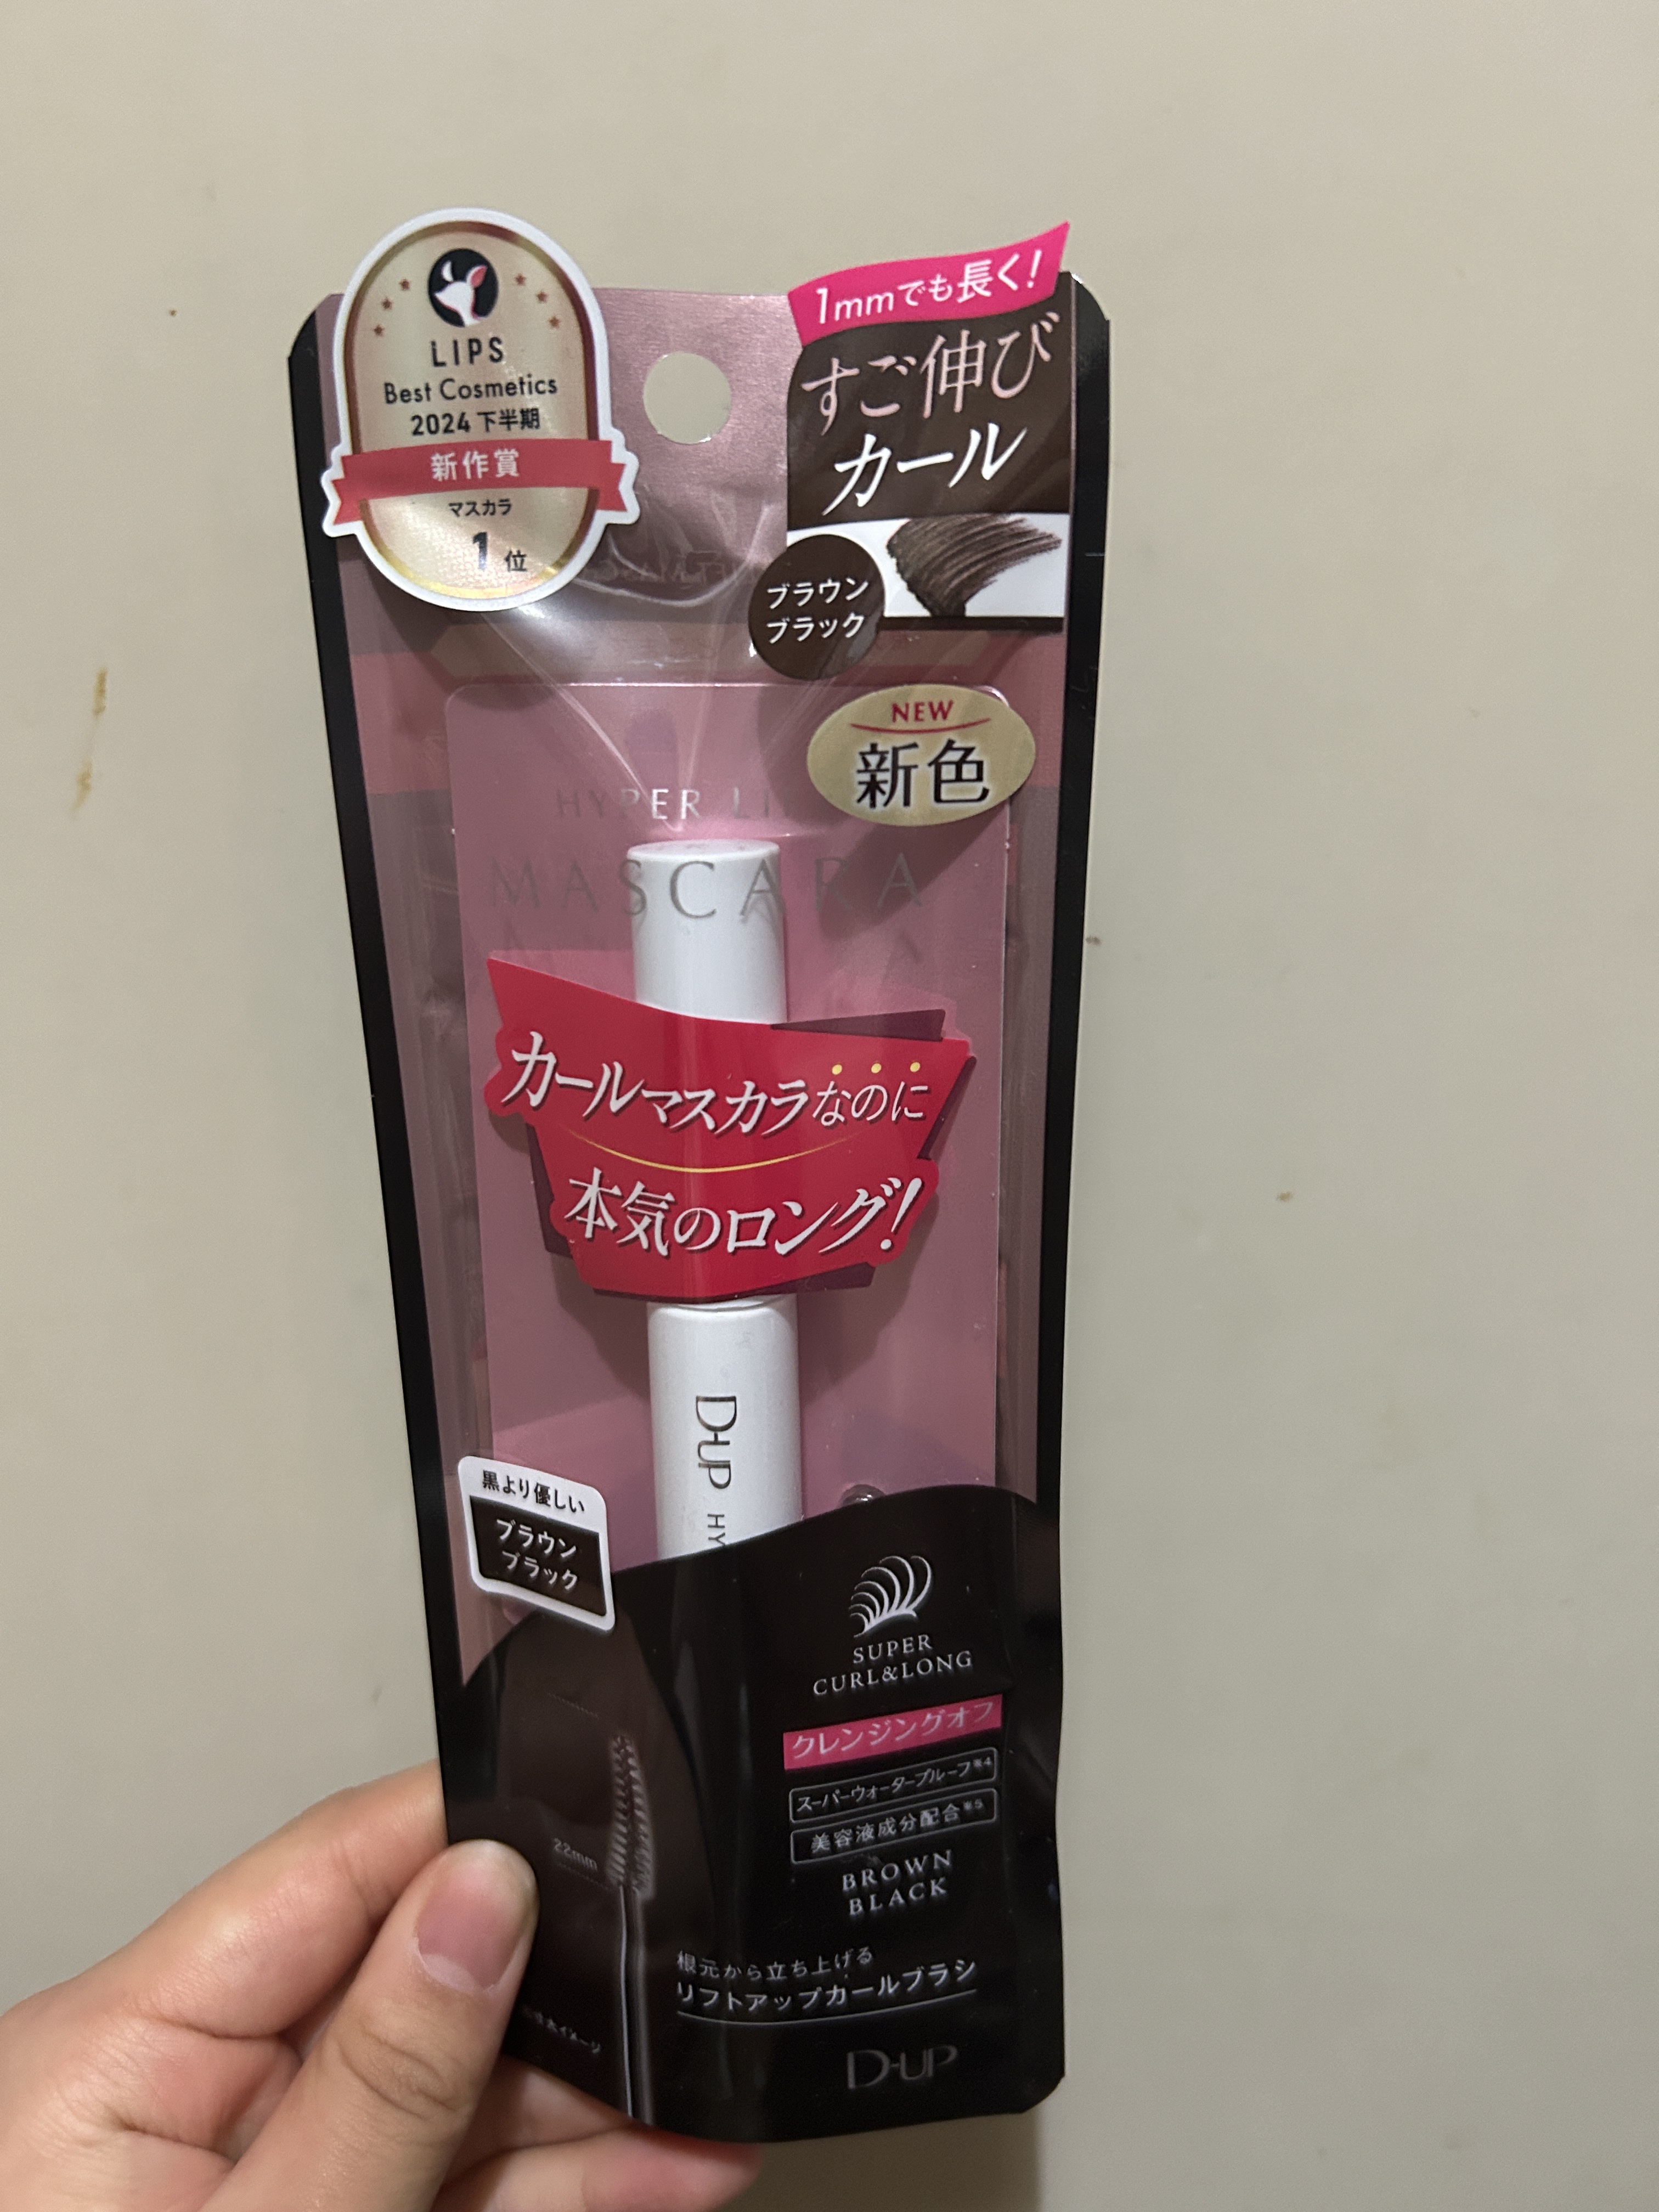 LIPS
Best Cosmetics
2024 下半期
新作賞
マスカラ
1位
1mmでも長く!
すご伸び
カール
ブラウン
ブラック
NEW
新色
HYPER
MASCARA
カールマスカラなのに
本気のロング!
D-UP HY
黒より優しい
ブラウン
ブラック
SUPER
CURL&LONG
クレンジングオフ
スーパーウォータープルーフ※4
美容液成分配合※5
BROWN
BLACK
22mm
根元から立ち上げる
リフトアップカールブラシ
D-UP